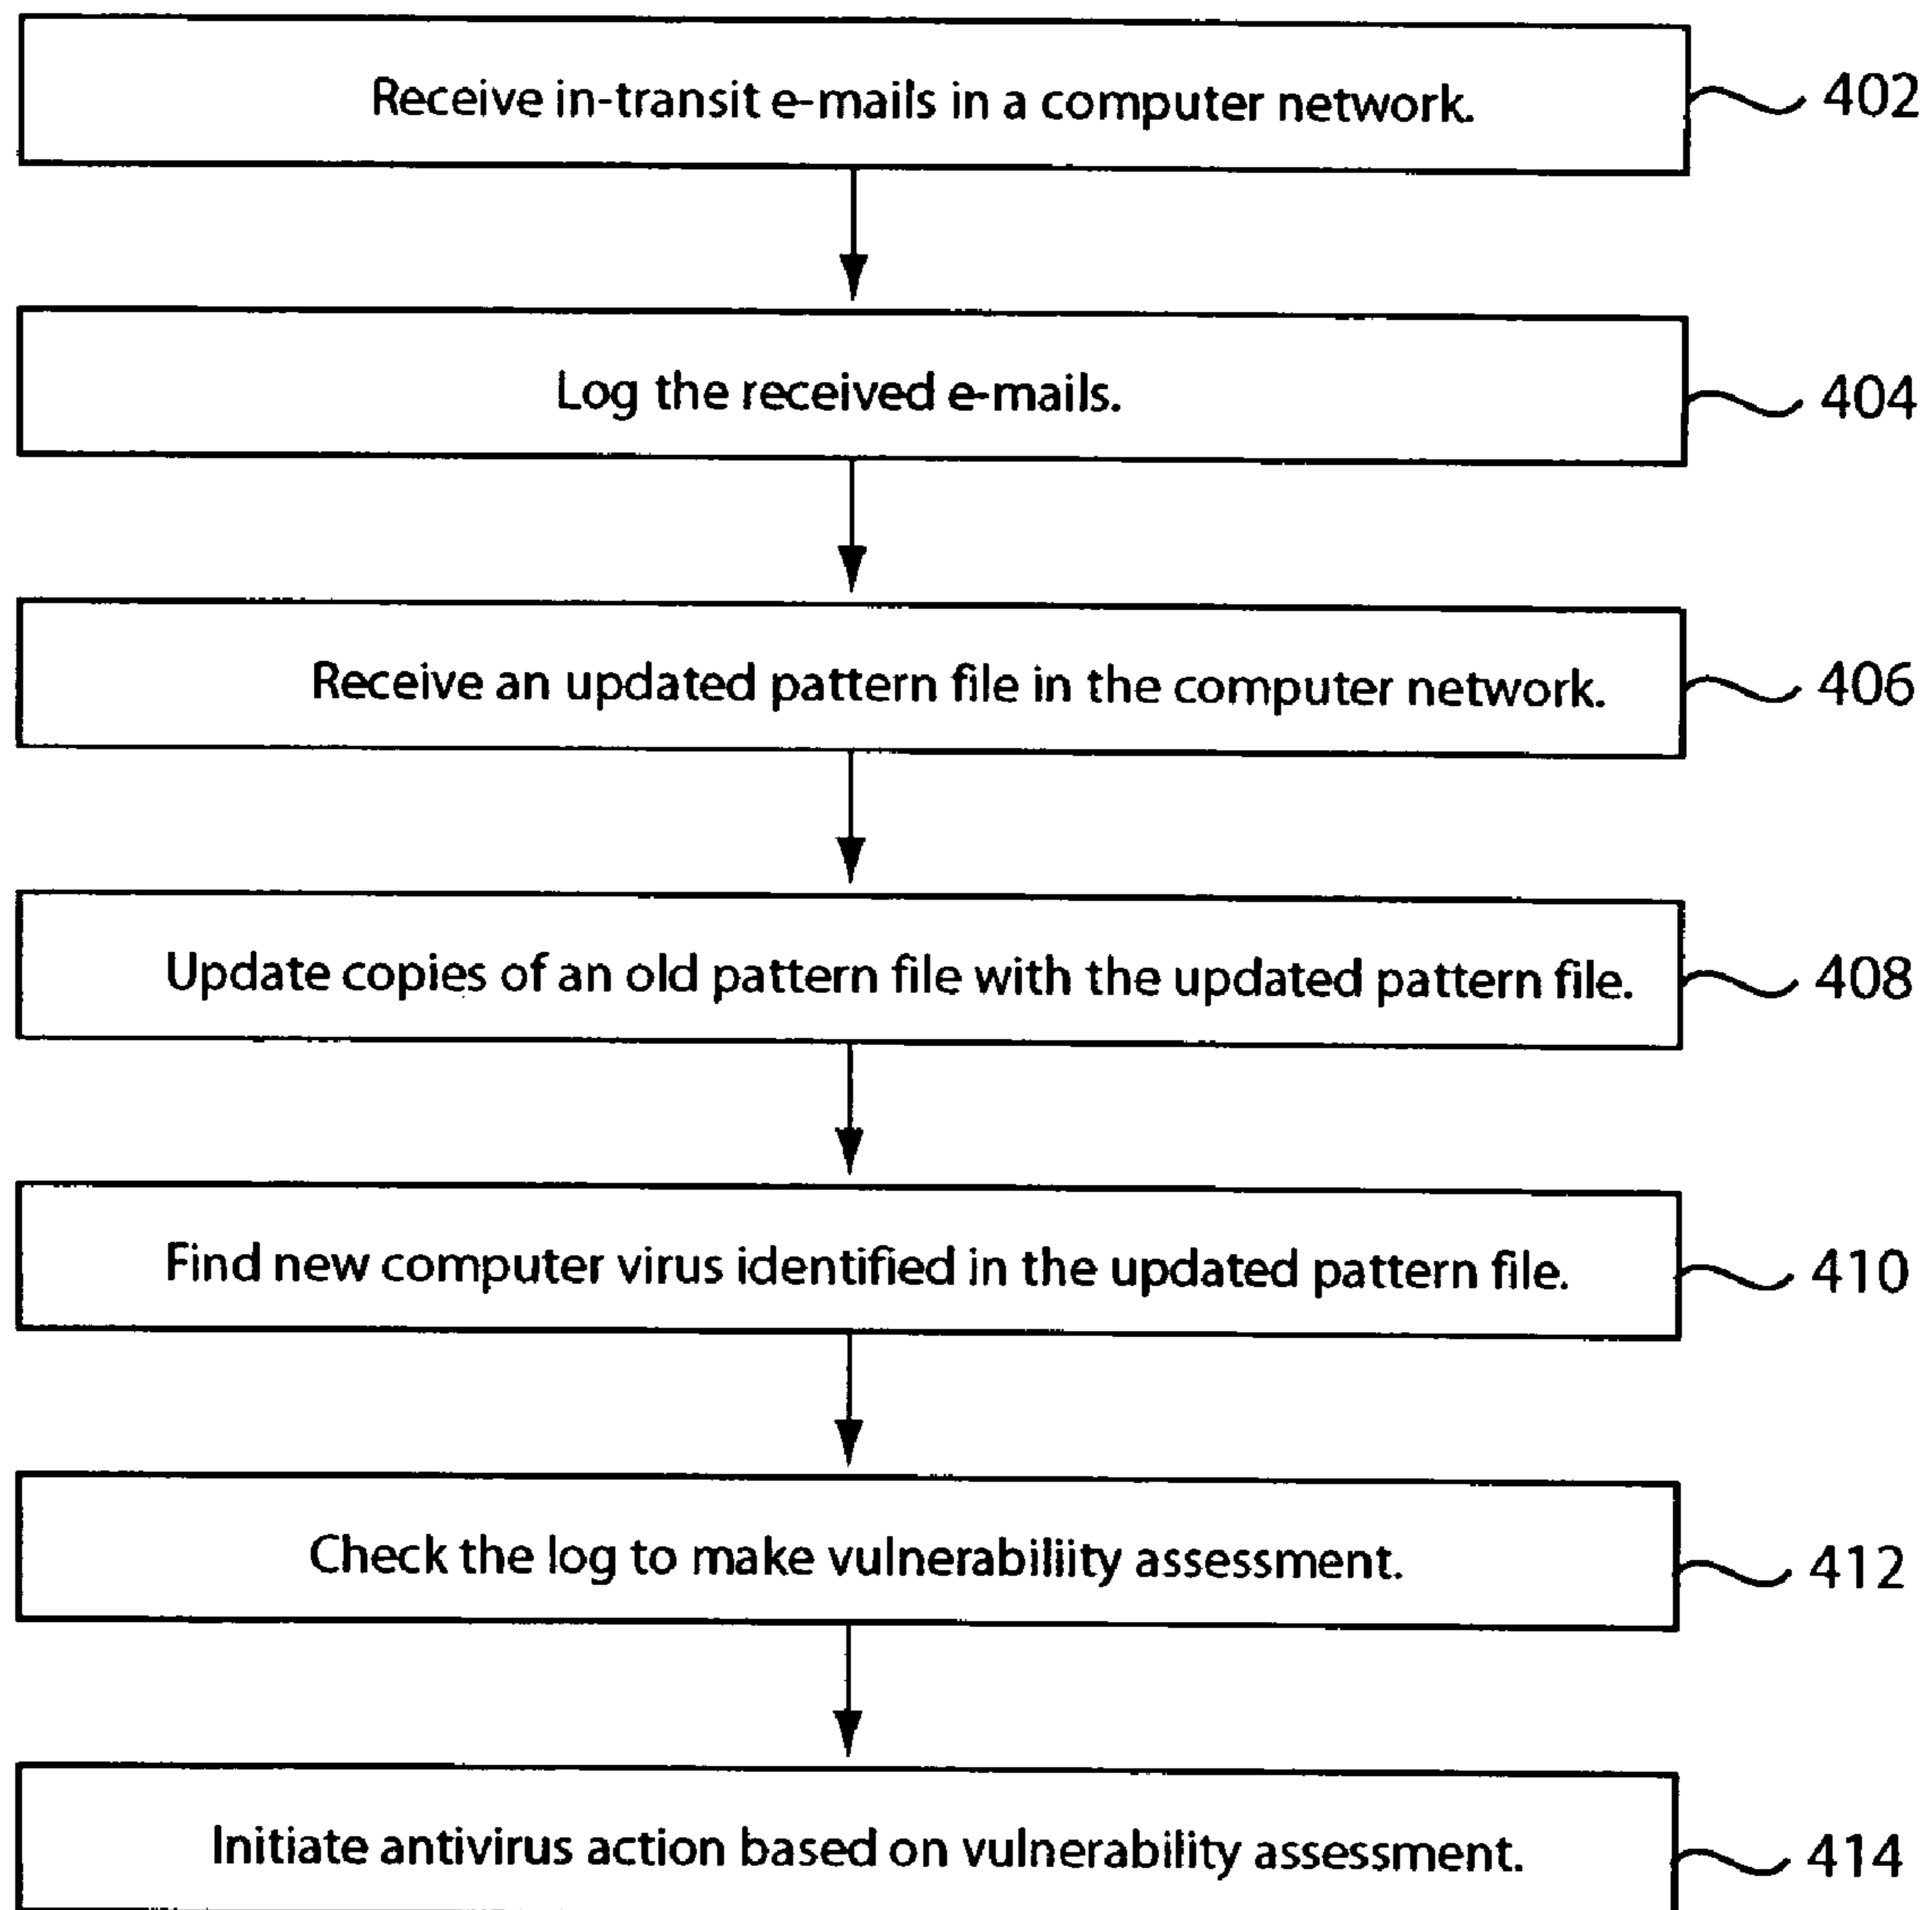 Receive in-transit e-mails in a computer network.
402
Log the received e-mails.
404
Receive an updated pattern file in the computer network.
406
Update copies of an old pattern file with the updated pattern file.
408
Find new computer virus identified in the updated pattern file.
410
Check the log to make vulnerabiliity assessment.
412
Initiate antivirus action based on vulnerability assessment.
414